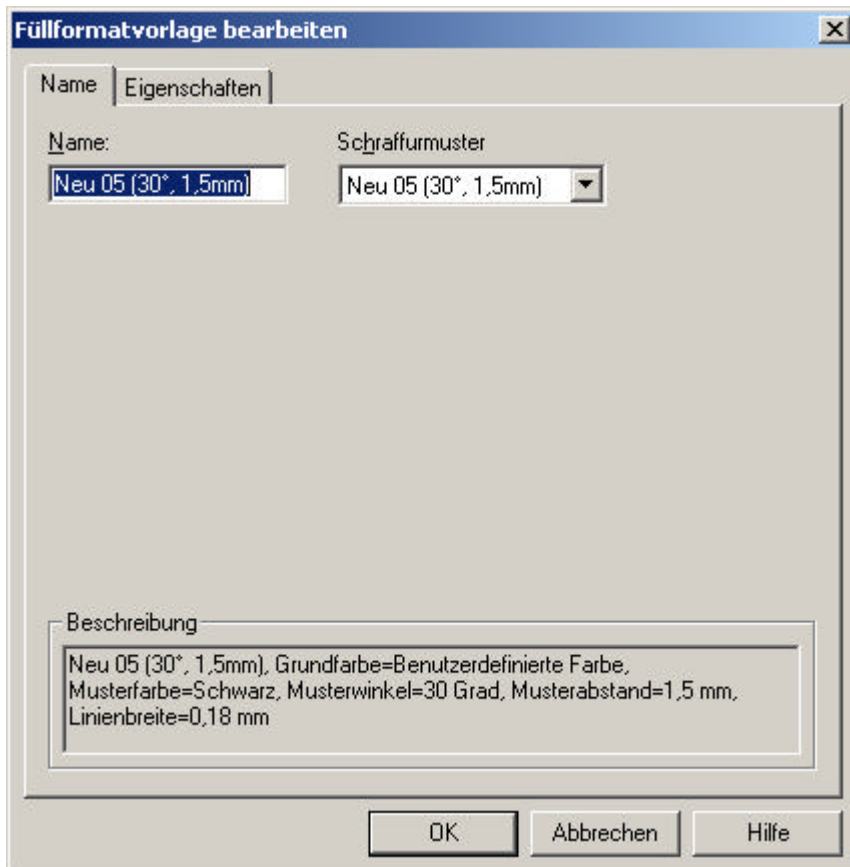 Füllformatvorlage bearbeiten
Name Eigenschaften
Name: Schraffurmuster
Neu 05 (30°, 1,5mm) Neu 05 (30°, 1,5mm)
Beschreibung
Neu 05 (30°, 1,5mm), Grundfarbe=Benutzerdefinierte Farbe,
Musterfarbe=Schwarz, Musterwinkel=30 Grad, Musterabstand=1,5 mm,
Linienbreite=0,18 mm
OK Abbrechen Hilfe